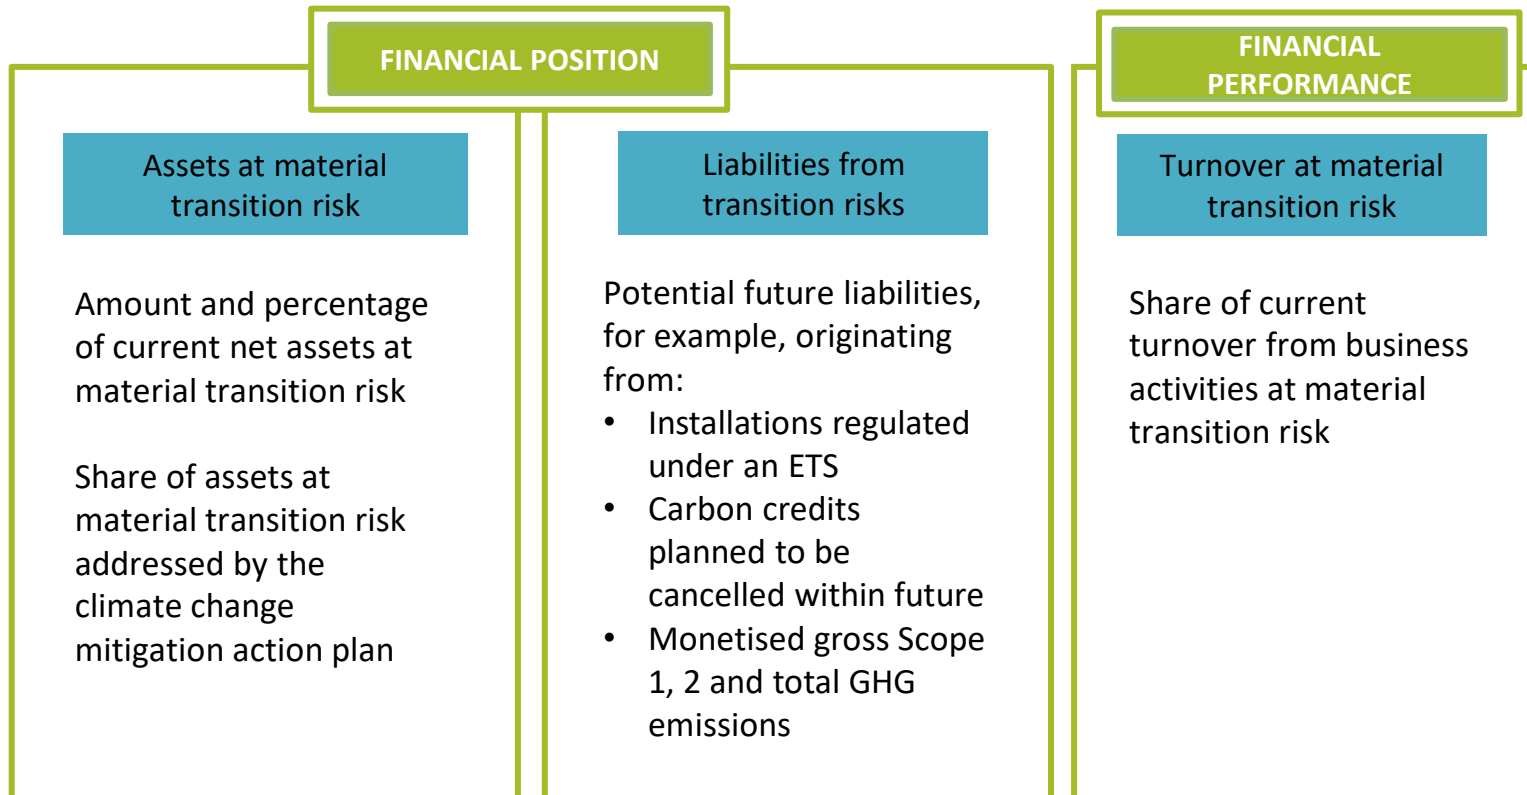 FINANCIAL POSITION
Assets at material
transition risk
Amount and percentage
of current net assets at
material transition risk
Share of assets at
material transition risk
addressed by the
climate change
mitigation action plan
Liabilities from
transition risks
Potential future liabilities,
for example, originating
from:
• Installations regulated
under an ETS
• Carbon credits
planned to be
cancelled within future
• Monetised gross Scope
1, 2 and total GHG
emissions
FINANCIAL
PERFORMANCE
Turnover at material
transition risk
Share of current
turnover from business
activities at material
transition risk